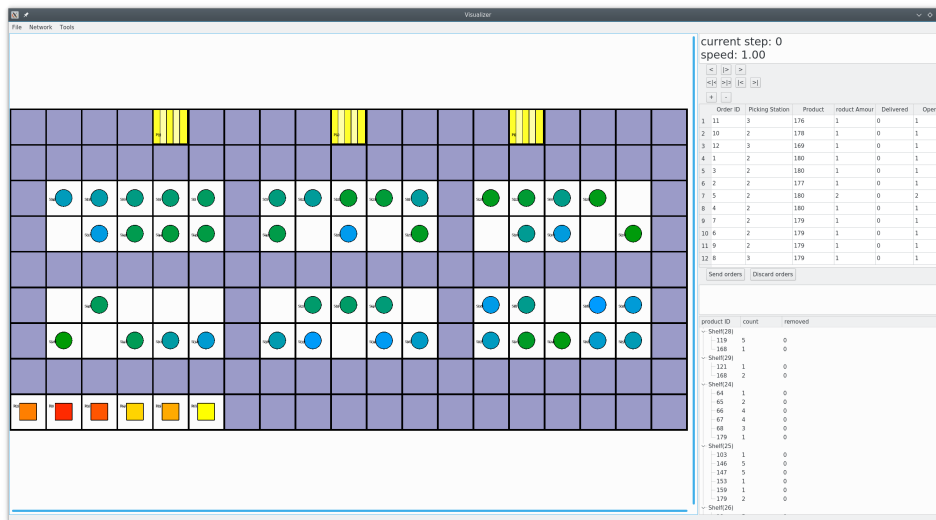 Visualizer
File Network Tools
current step: 0
speed: 1.00
< |> >
<|< >|> |< >|
+ -
Order ID Picking Station Product roduct Amour Delivered Oper
1 11 3 176 1 0 1
2 10 2 178 1 0 1
3 12 3 169 1 0 1
4 1 2 180 1 0 1
5 3 2 180 1 0 1
6 2 2 177 1 0 1
7 5 2 180 2 0 2
8 4 2 180 1 0 1
9 7 2 179 1 0 1
10 6 2 179 1 0 1
11 9 2 179 1 0 1
12 8 3 179 1 0 1
Send orders Discard orders
product ID count removed
Shelf(28)
119 5 0
168 1 0
Shelf(29)
121 1 0
168 2 0
Shelf(24)
64 1 0
65 2 0
66 4 0
67 4 0
68 3 0
179 1 0
Shelf(25)
103 1 0
146 5 0
147 5 0
153 1 0
159 1 0
179 2 0
Shelf(26)